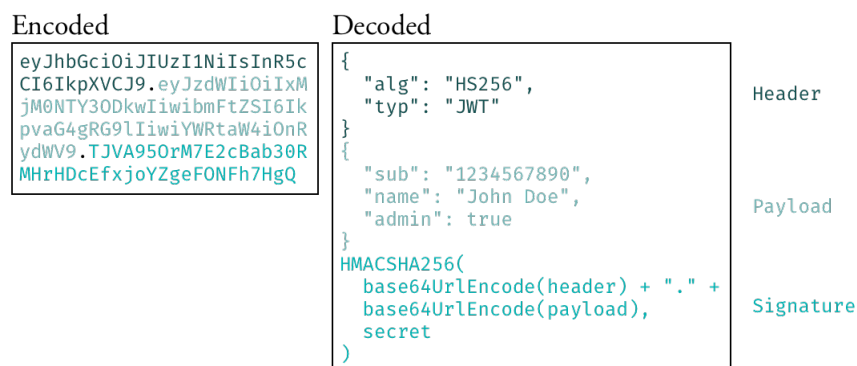 Encoded
eyJhbGciOiJIUzI1NiIsInR5c
CI6IkpXVCJ9.eyJzdWIiOiIxM
jM0NTY3ODkwIiwibmFtZSI6Ik
pvaG4gRG9lIiwiYWRtaW4iOnR
ydWV9.TJVA95OrM7E2cBab30R
MHrHDcEfxjoYZgeFONFh7HgQ
Decoded
{
  "alg": "HS256",
  "typ": "JWT"
}
{
  "sub": "1234567890",
  "name": "John Doe",
  "admin": true
}
HMACSHA256(
  base64UrlEncode(header) + "." +
  base64UrlEncode(payload),
  secret
)
Header
Payload
Signature